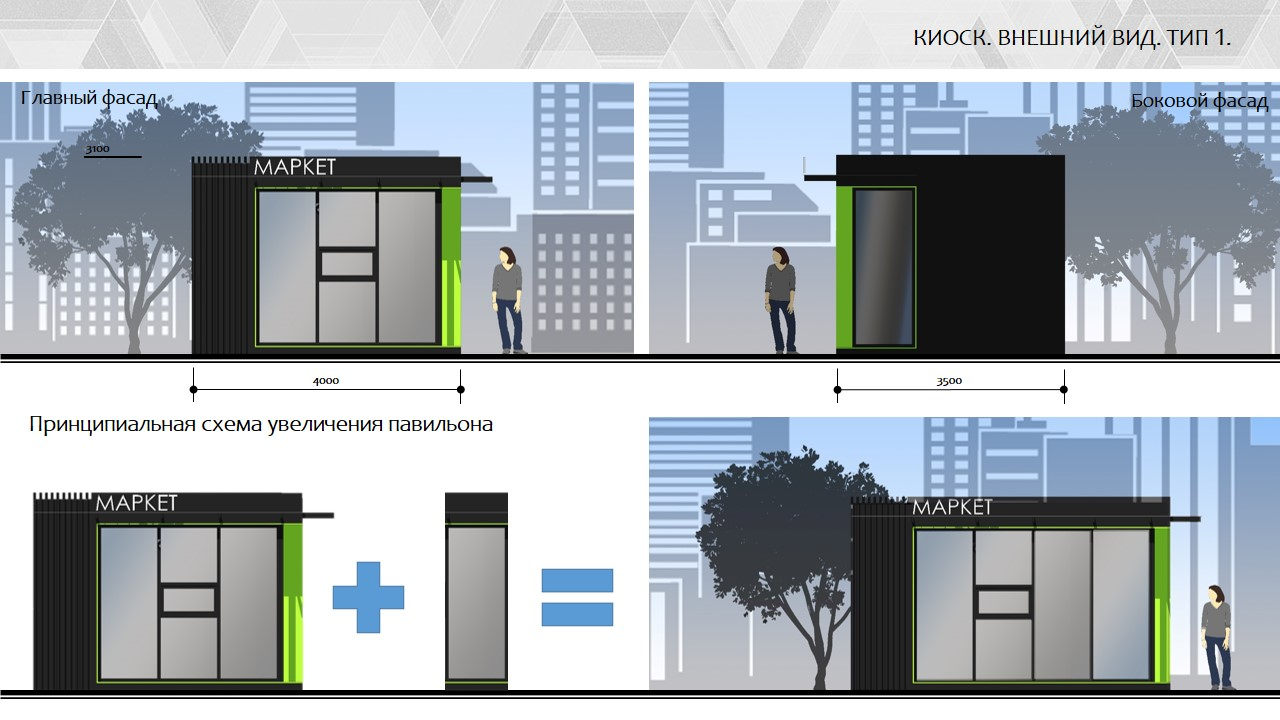 КИОСК. ВНЕШНИЙ ВИД. ТИП 1.
Главный фасад
Боковой фасад
3100
МАРКЕТ
4000
3500
Принципиальная схема увеличения павильона
МАРКЕТ
МАРКЕТ